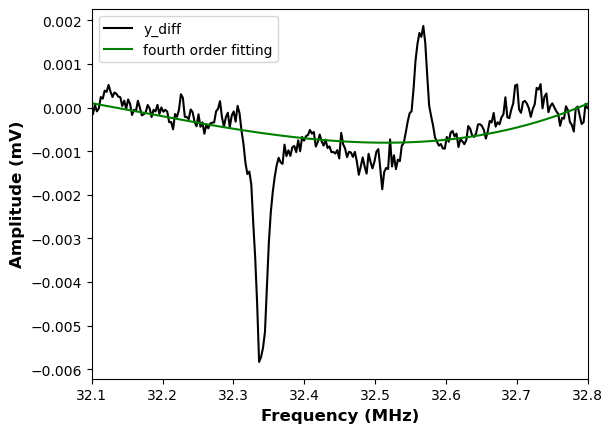 y_diff
fourth order fitting
0.002
0.001
0.000
−0.001
−0.002
−0.003
−0.004
−0.005
−0.006
Amplitude (mV)
32.1 32.2 32.3 32.4 32.5 32.6 32.7 32.8
Frequency (MHz)